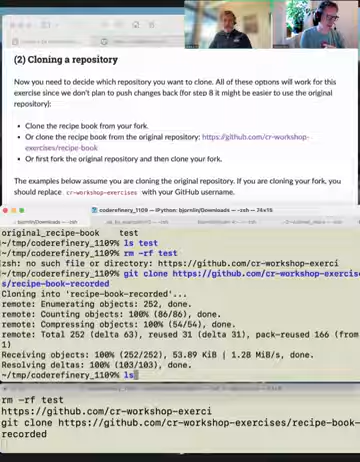 (2) Cloning a repository
Now you need to decide which repository you want to clone. All of these options will work for this
exercise since we don't plan to push changes back (for step 8 it might be easier to use the original
repository):
• Clone the recipe book from your fork.
• Or clone the recipe book from the original repository: https://github.com/cr-workshop-
exercises/recipe-book
• Or first fork the original repository and then clone your fork.
The examples below assume you are cloning the original repository. If you are cloning your fork, you
should replace cr-workshop-exercises with your GitHub username.
coderefinery_1109 — IPython: bjornlin/Downloads — -zsh — 74×16
original_recipe-book test
~/tmp/coderefinery_1109% ls test
~/tmp/coderefinery_1109% rm -rf test
zsh: no such file or directory: https://github.com/cr-workshop-exerci
~/tmp/coderefinery_1109% git clone https://github.com/cr-workshop-exercise
s/recipe-book-recorded
Cloning into 'recipe-book-recorded'...
remote: Enumerating objects: 252, done.
remote: Counting objects: 100% (86/86), done.
remote: Compressing objects: 100% (54/54), done.
remote: Total 252 (delta 63), reused 31 (delta 31), pack-reused 166 (from
1)
Receiving objects: 100% (252/252), 53.89 KiB | 1.28 MiB/s, done.
Resolving deltas: 100% (103/103), done.
~/tmp/coderefinery_1109% ls
rm -rf test
https://github.com/cr-workshop-exerci
git clone https://github.com/cr-workshop-exercises/recipe-book-
recorded